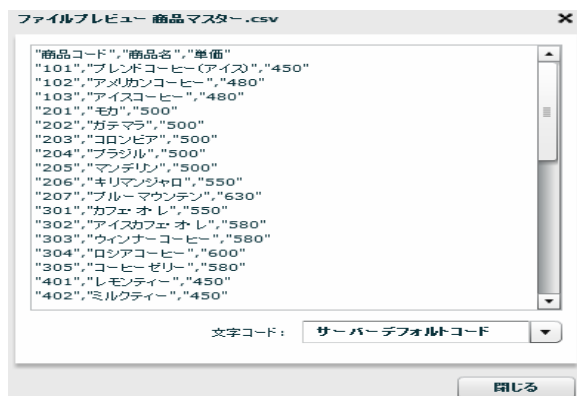 ファイルプレビュー 商品マスター.csv
"商品コード","商品名","単価"
"101","ブレンドコーヒー(アイス)","450"
"102","アメリカンコーヒー","480"
"103","アイスコーヒー","480"
"201","モカ","500"
"202","ガテマラ","500"
"203","コロンビア","500"
"204","ブラジル","500"
"205","マンデリン","500"
"206","キリマンジャロ","550"
"207","ブルーマウンテン","630"
"301","カフェ・オ・レ","550"
"302","アイスカフェ・オ・レ","580"
"303","ウィンナーコーヒー","580"
"304","ロシアコーヒー","600"
"305","コーヒーゼリー","580"
"401","レモンティー","450"
"402","ミルクティー","450"
文字コード: サーバーデフォルトコード
閉じる